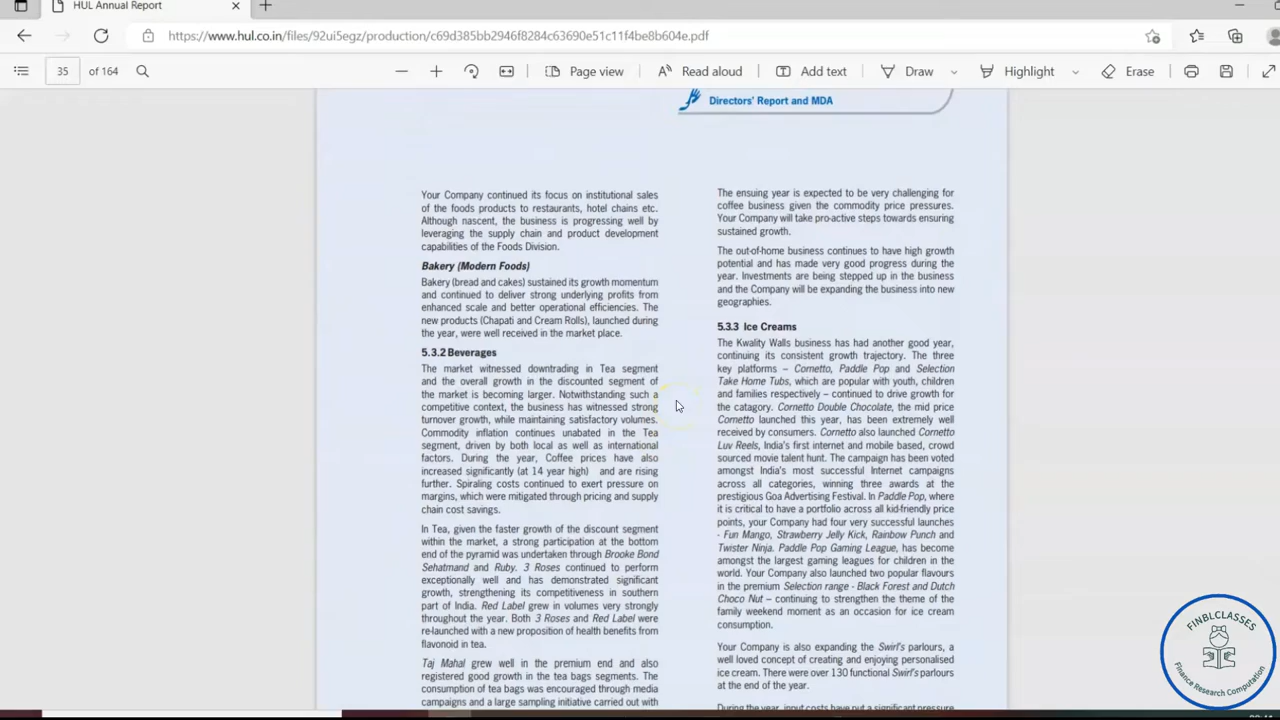 HUL Annual Report
https://www.hul.co.in/files/92ui5egz/production/c69d385bb2946f8284c63690e51c11f4be8b604e.pdf
35 of 164 Page view Read aloud Add text Draw Highlight Erase
Directors' Report and MDA
Your Company continued its focus on institutional sales
of the foods products to restaurants, hotel chains etc.
Although nascent, the business is progressing well by
leveraging the supply chain and product development
capabilities of the Foods Division.
Bakery (Modern Foods)
Bakery (bread and cakes) sustained its growth momentum
and continued to deliver strong underlying profits from
enhanced scale and better operational efficiencies. The
new products (Chapati and Cream Rolls), launched during
the year, were well received in the market place.
5.3.2 Beverages
The market witnessed downtrading in Tea segment
and the overall growth in the discounted segment of
the market is becoming larger. Notwithstanding such a
competitive context, the business has witnessed strong
turnover growth, while maintaining satisfactory volumes.
Commodity inflation continues unabated in the Tea
segment, driven by both local as well as international
factors. During the year, Coffee prices have also
increased significantly (at 14 year high) and are rising
further. Spiraling costs continued to exert pressure on
margins, which were mitigated through pricing and supply
chain cost savings.
In Tea, given the faster growth of the discount segment
within the market, a strong participation at the bottom
end of the pyramid was undertaken through Brooke Bond
Sehatmand and Ruby. 3 Roses continued to perform
exceptionally well and has demonstrated significant
growth, strengthening its competitiveness in southern
part of India. Red Label grew in volumes very strongly
throughout the year. Both 3 Roses and Red Label were
re-launched with a new proposition of health benefits from
flavonoid in tea.
Taj Mahal grew well in the premium end and also
registered good growth in the tea bags segments. The
consumption of tea bags was encouraged through media
campaigns and a large sampling initiative carried out with
The ensuing year is expected to be very challenging for
coffee business given the commodity price pressures.
Your Company will take pro-active steps towards ensuring
sustained growth.
The out-of-home business continues to have high growth
potential and has made very good progress during the
year. Investments are being stepped up in the business
and the Company will be expanding the business into new
geographies.
5.3.3 Ice Creams
The Kwality Walls business has had another good year,
continuing its consistent growth trajectory. The three
key platforms – Cornetto, Paddle Pop and Selection
Take Home Tubs, which are popular with youth, children
and families respectively – continued to drive growth for
the catagory. Cornetto Double Chocolate, the mid price
Cornetto launched this year, has been extremely well
received by consumers. Cornetto also launched Cornetto
Luv Reels, India's first internet and mobile based, crowd
sourced movie talent hunt. The campaign has been voted
amongst India's most successful Internet campaigns
across all categories, winning three awards at the
prestigious Goa Advertising Festival. In Paddle Pop, where
it is critical to have a portfolio across all kid-friendly price
points, your Company had four very successful launches
- Fun Mango, Strawberry Jelly Kick, Rainbow Punch and
Twister Ninja. Paddle Pop Gaming League, has become
amongst the largest gaming leagues for children in the
world. Your Company also launched two popular flavours
in the premium Selection range - Black Forest and Dutch
Choco Nut – continuing to strengthen the theme of the
family weekend moment as an occasion for ice cream
consumption.
Your Company is also expanding the Swirl's parlours, a
well loved concept of creating and enjoying personalised
ice cream. There were over 130 functional Swirl's parlours
at the end of the year.
During the year, input costs have put a significant pressure
FINBLCLASSES
Finance Research Computation